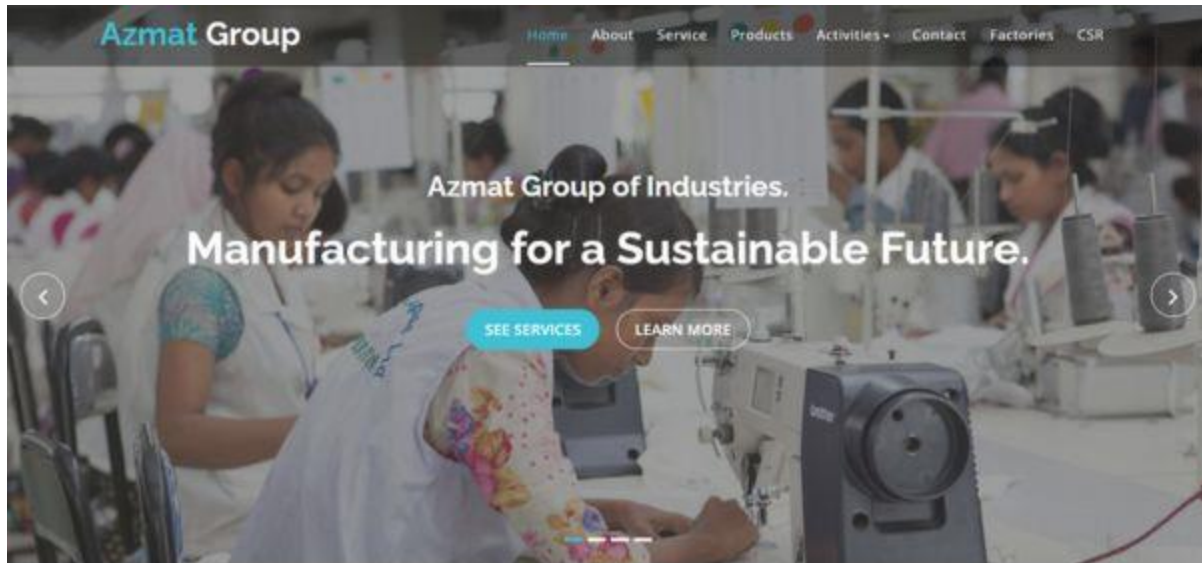 Azmat Group
Home About Service Products Activities Contact Factories CSR
Azmat Group of Industries.
Manufacturing for a Sustainable Future.
SEE SERVICES LEARN MORE
brother